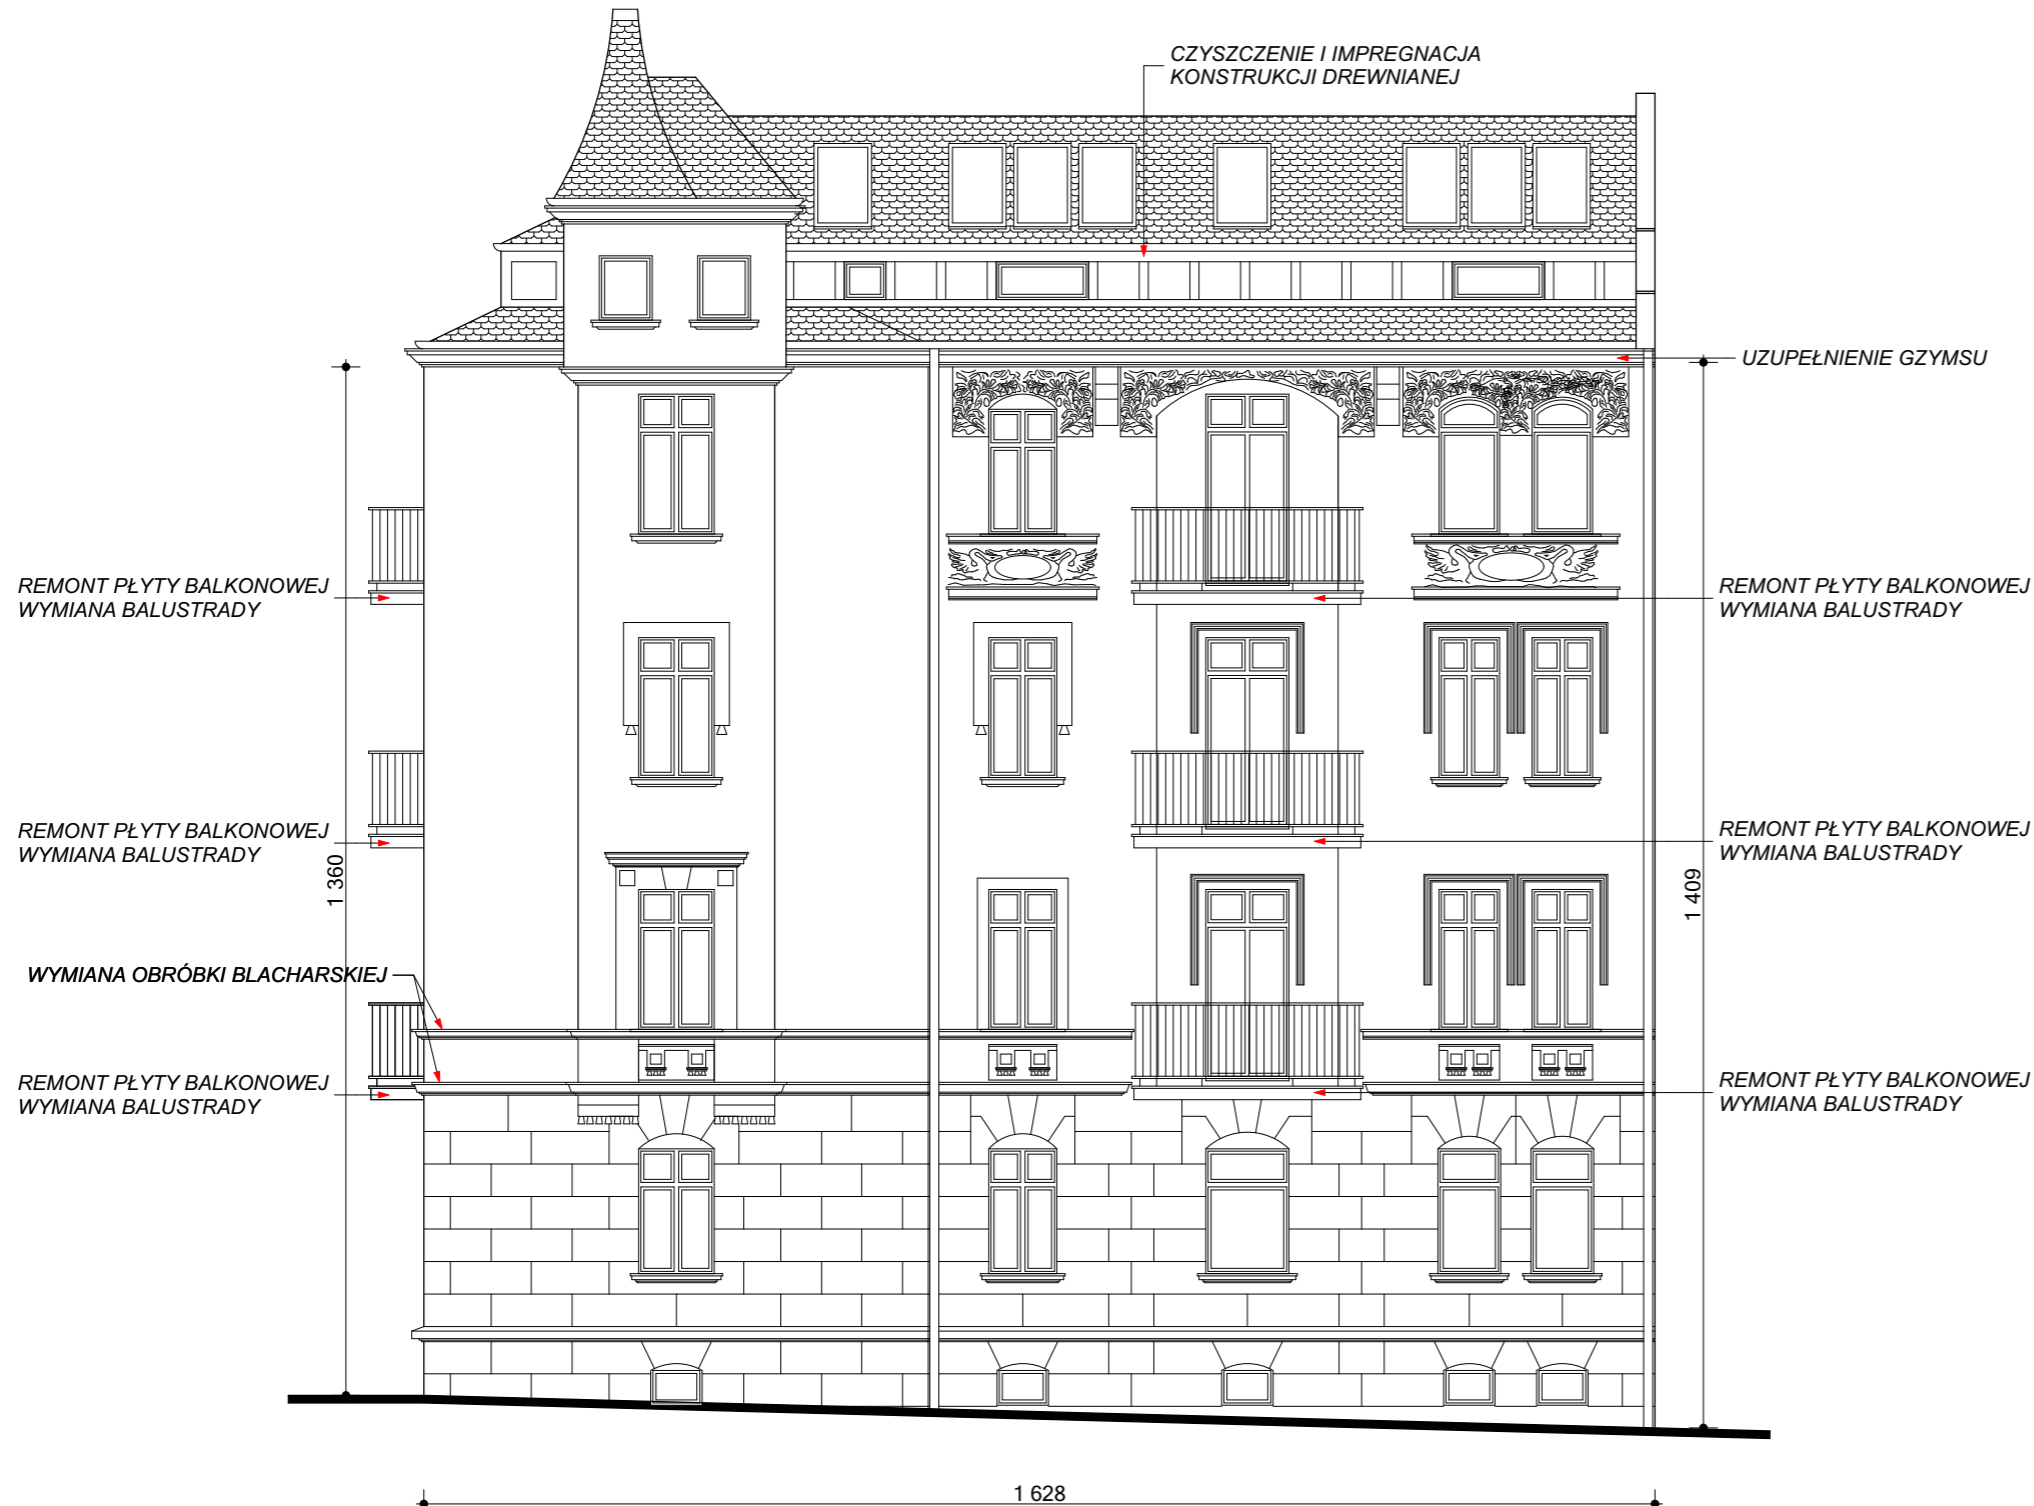 CZYSZCZENIE I IMPREGNACJA
KONSTRUKCJI DREWNIANEJ
UZUPEŁNIENIE GZYMSU
REMONT PŁYTY BALKONOWEJ
WYMIANA BALUSTRADY
REMONT PŁYTY BALKONOWEJ
WYMIANA BALUSTRADY
REMONT PŁYTY BALKONOWEJ
WYMIANA BALUSTRADY
REMONT PŁYTY BALKONOWEJ
WYMIANA BALUSTRADY
1 360
1 409
WYMIANA OBRÓBKI BLACHARSKIEJ
REMONT PŁYTY BALKONOWEJ
WYMIANA BALUSTRADY
REMONT PŁYTY BALKONOWEJ
WYMIANA BALUSTRADY
1 628